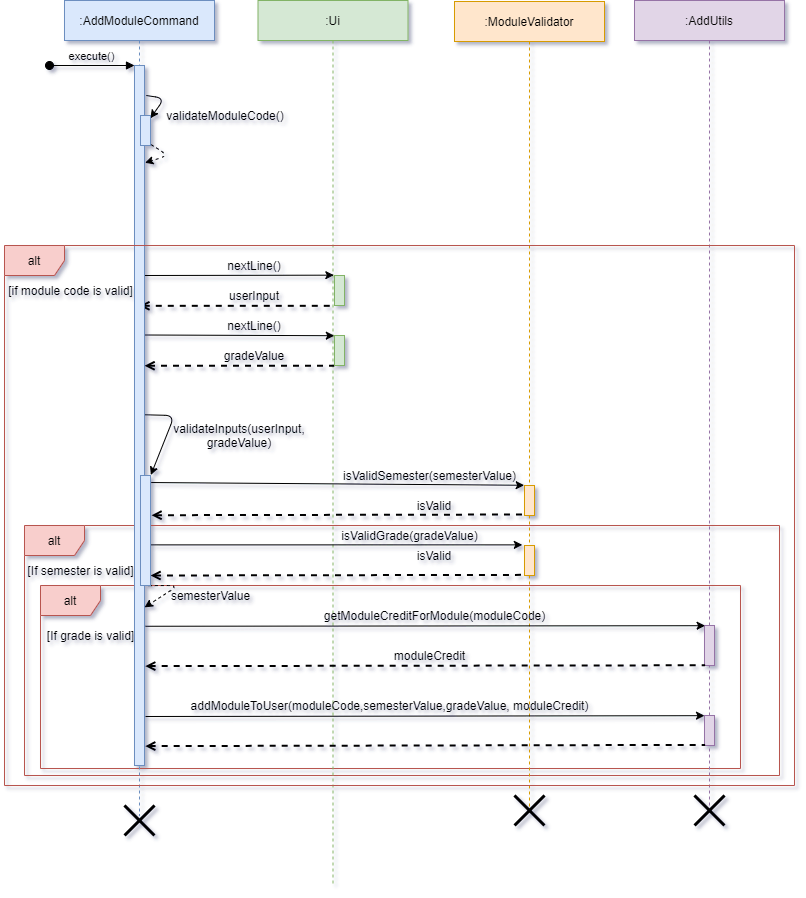 :AddModuleCommand
:Ui
:ModuleValidator
:AddUtils
execute()
validateModuleCode()
alt
nextLine()
[if module code is valid]
userInput
nextLine()
gradeValue
validateInputs(userInput,
gradeValue)
isValidSemester(semesterValue)
isValid
alt
isValidGrade(gradeValue)
isValid
[If semester is valid]
semesterValue
alt
getModuleCreditForModule(moduleCode)
[If grade is valid]
moduleCredit
addModuleToUser(moduleCode,semesterValue,gradeValue, moduleCredit)